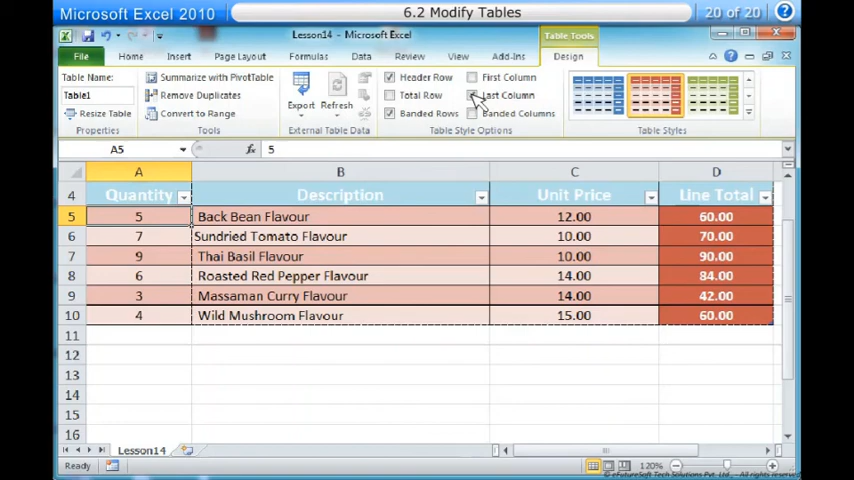 Microsoft Excel 2010
6.2 Modify Tables
20 of 20
?
Lesson14 - Microsoft Excel
Table Tools
File Home Insert Page Layout Formulas Data Review View Add-Ins Design
Table Name: Summarize with PivotTable Header Row First Column
Table1 Remove Duplicates Export Refresh Total Row Last Column
Resize Table Convert to Range Banded Rows Banded Columns
Properties Tools External Table Data Table Style Options Table Styles
A5 fx 5
A B C D
4 Quantity Description Unit Price Line Total
5 5 Back Bean Flavour 12.00 60.00
6 7 Sundried Tomato Flavour 10.00 70.00
7 9 Thai Basil Flavour 10.00 90.00
8 6 Roasted Red Pepper Flavour 14.00 84.00
9 3 Massaman Curry Flavour 14.00 42.00
10 4 Wild Mushroom Flavour 15.00 60.00
11
12
13
14
15
16
Lesson14
Ready 120%
© eFutureSoft Tech Solutions Pvt. Ltd.,